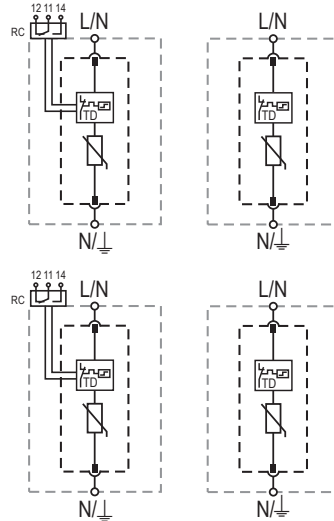 12 11 14
RC
L/N
L/N
TD
TD
N/
N/
12 11 14
RC
L/N
L/N
TD
TD
N/
N/